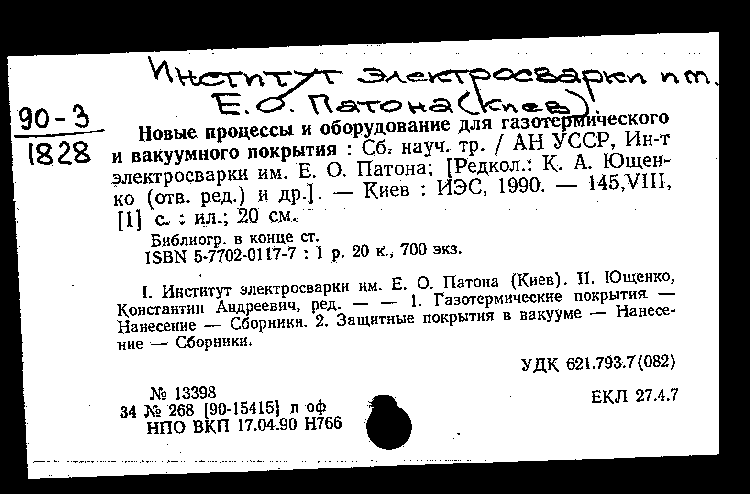 Институт электросварки им.
Е.О. Патона (Киев).
90-3
1828
Новые процессы и оборудование для газотермического
и вакуумного покрытия : Сб. науч. тр. / АН УССР, Ин-т
электросварки им. Е. О. Патона; [Редкол.: К. А. Ющен-
ко (отв. ред.) и др.]. — Киев : ИЭС, 1990. — 145,VIII,
[1] с. : ил.; 20 см.
Библиогр. в конце ст.
ISBN 5-7702-0117-7 : 1 р. 20 к., 700 экз.
I. Институт электросварки им. Е. О. Патона (Киев). II. Ющенко,
Константин Андреевич, ред. — — 1. Газотермические покрытия —
Нанесение — Сборники. 2. Защитные покрытия в вакууме — Нанесе-
ние — Сборники.
УДК 621.793.7(082)
№ 13398
34 № 268 [90-15415] п оф
НПО ВКП 17.04.90 Н766
ЕКЛ 27.4.7